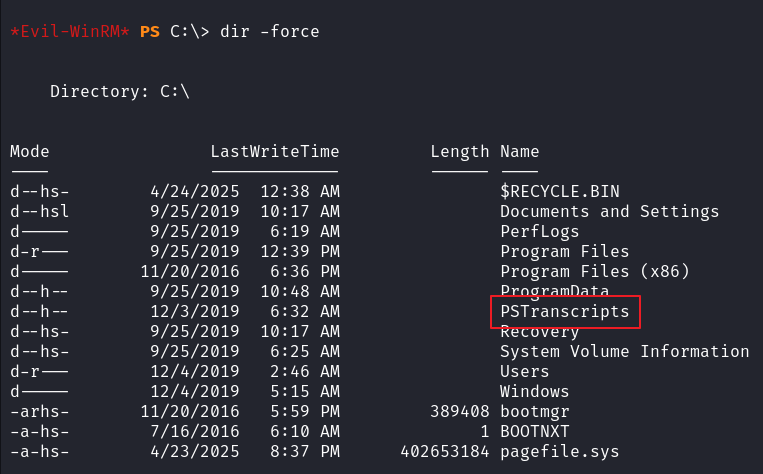 *Evil-WinRM* PS C:\> dir -force
Directory: C:\
Mode LastWriteTime Length Name
---- ------------- ------ ----
d--hs- 4/24/2025 12:38 AM $RECYCLE.BIN
d--hsl 9/25/2019 10:17 AM Documents and Settings
d----- 9/25/2019 6:19 AM PerfLogs
d-r--- 9/25/2019 12:39 PM Program Files
d----- 11/20/2016 6:36 PM Program Files (x86)
d--h-- 9/25/2019 10:48 AM ProgramData
d--h-- 12/3/2019 6:32 AM PSTranscripts
d--hs- 9/25/2019 10:17 AM Recovery
d--hs- 9/25/2019 6:25 AM System Volume Information
d-r--- 12/4/2019 2:46 AM Users
d----- 12/4/2019 5:15 AM Windows
-arhs- 11/20/2016 5:59 PM 389408 bootmgr
-a-hs- 7/16/2016 6:10 AM 1 BOOTNXT
-a-hs- 4/23/2025 8:37 PM 402653184 pagefile.sys